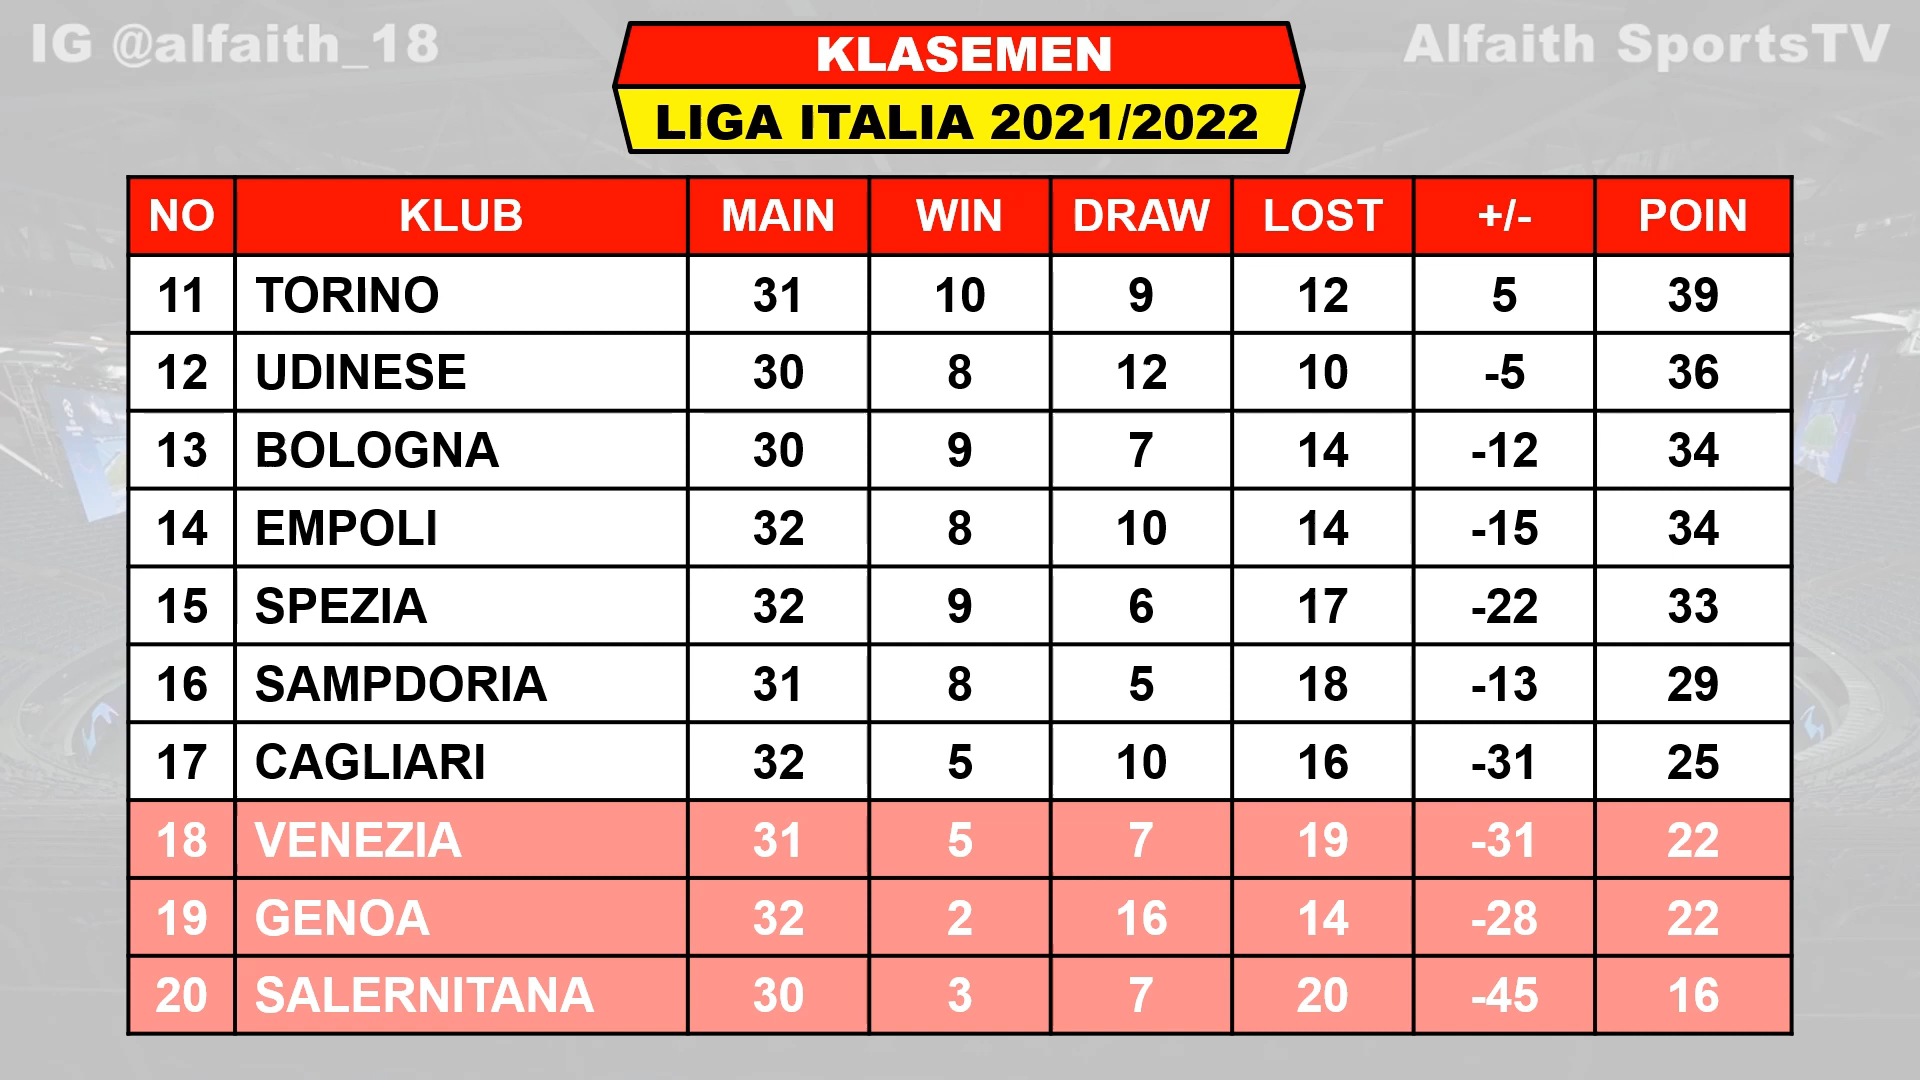 IG @alfaith_18
KLASEMEN
Alfaith SportsTV
LIGA ITALIA 2021/2022
NO KLUB MAIN WIN DRAW LOST +/- POIN
11 TORINO 31 10 9 12 5 39
12 UDINESE 30 8 12 10 -5 36
13 BOLOGNA 30 9 7 14 -12 34
14 EMPOLI 32 8 10 14 -15 34
15 SPEZIA 32 9 6 17 -22 33
16 SAMPDORIA 31 8 5 18 -13 29
17 CAGLIARI 32 5 10 16 -31 25
18 VENEZIA 31 5 7 19 -31 22
19 GENOA 32 2 16 14 -28 22
20 SALERNITANA 30 3 7 20 -45 16